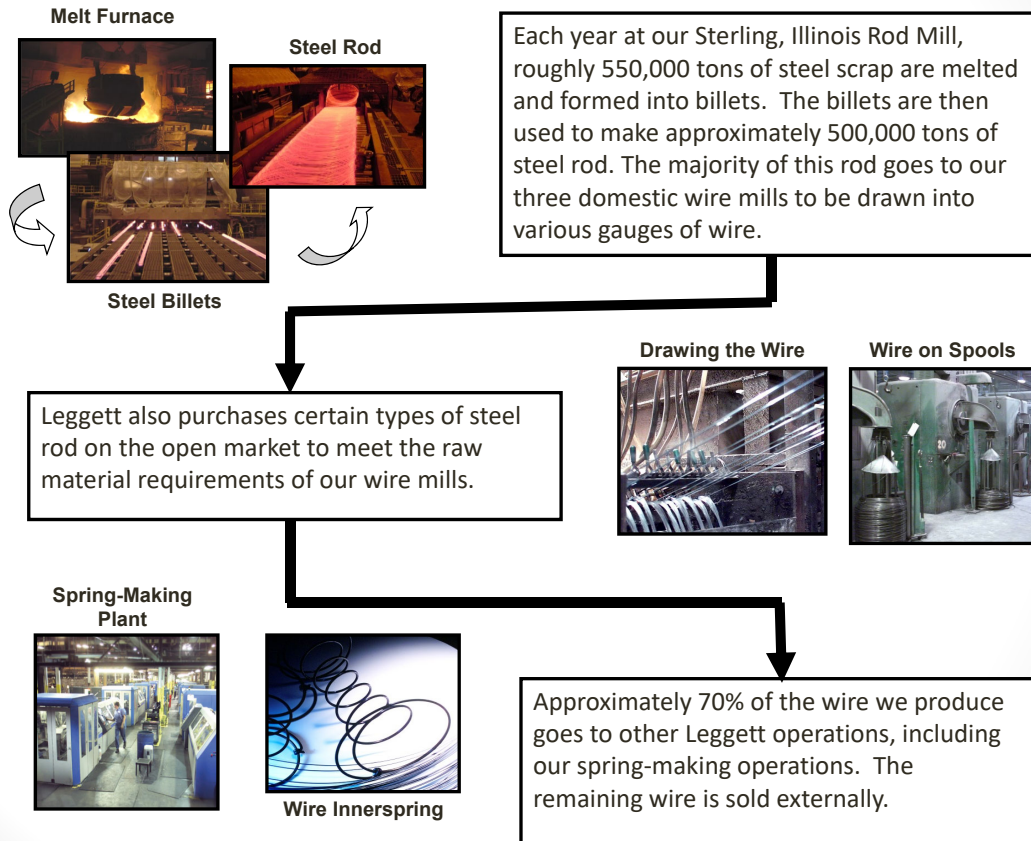 Melt Furnace
Steel Rod
Each year at our Sterling, Illinois Rod Mill,
roughly 550,000 tons of steel scrap are melted
and formed into billets.  The billets are then
used to make approximately 500,000 tons of
steel rod. The majority of this rod goes to our
three domestic wire mills to be drawn into
various gauges of wire.
Steel Billets
Drawing the Wire
Wire on Spools
20
Leggett also purchases certain types of steel
rod on the open market to meet the raw
material requirements of our wire mills.
Spring-Making
Plant
Wire Innerspring
Approximately 70% of the wire we produce
goes to other Leggett operations, including
our spring-making operations.  The
remaining wire is sold externally.